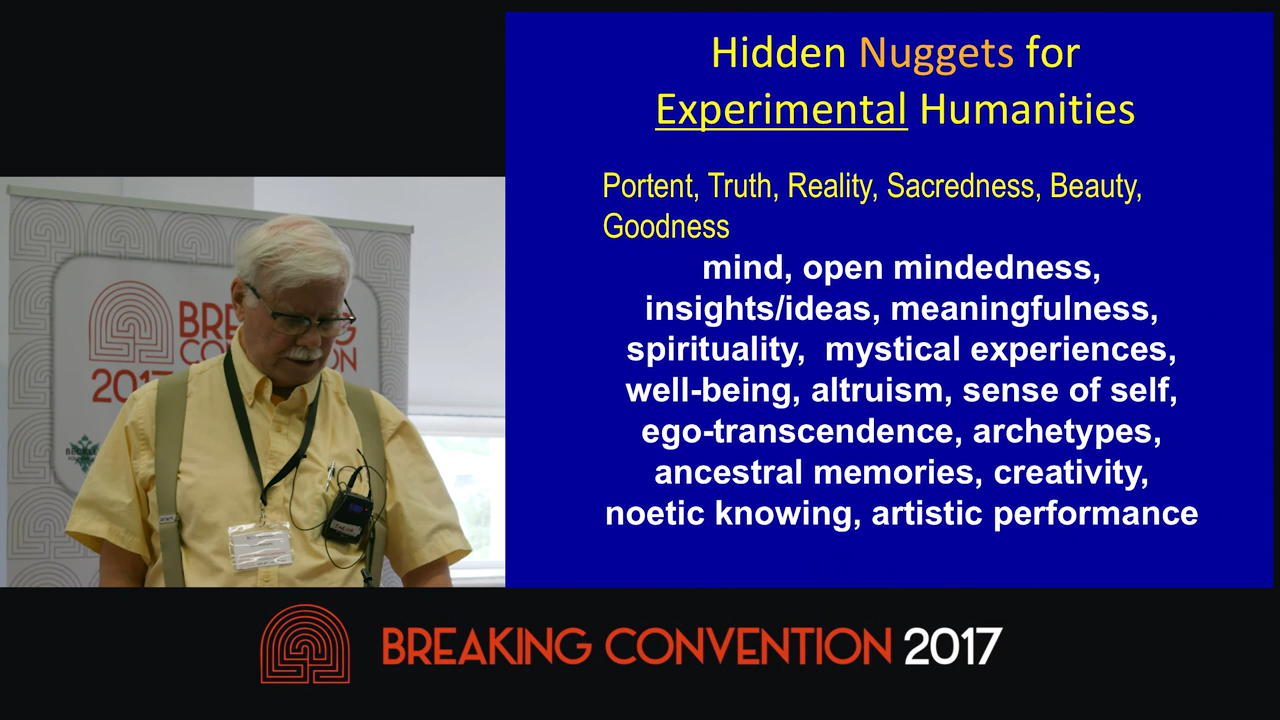 Hidden Nuggets for
Experimental Humanities
Portent, Truth, Reality, Sacredness, Beauty,
Goodness
mind, open mindedness,
insights/ideas, meaningfulness,
spirituality,  mystical experiences,
well-being, altruism, sense of self,
ego-transcendence, archetypes,
ancestral memories, creativity,
noetic knowing, artistic performance
BREAKING CONVENTION 2017